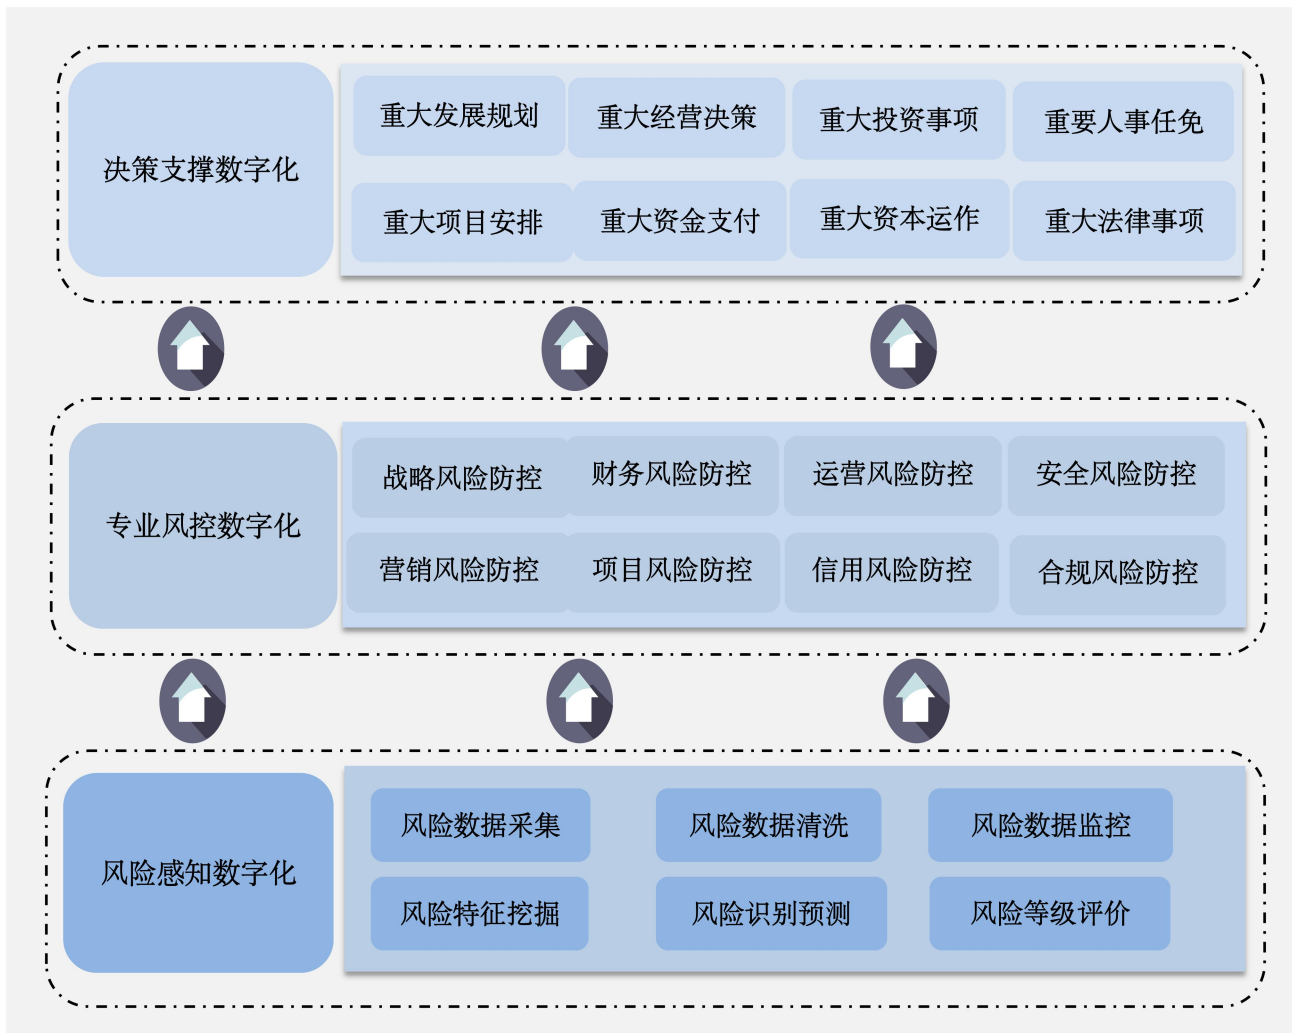 决策支撑数字化
重大发展规划
重大经营决策
重大投资事项
重要人事任免
重大项目安排
重大资金支付
重大资本运作
重大法律事项
专业风控数字化
战略风险防控
财务风险防控
运营风险防控
安全风险防控
营销风险防控
项目风险防控
信用风险防控
合规风险防控
风险感知数字化
风险数据采集
风险数据清洗
风险数据监控
风险特征挖掘
风险识别预测
风险等级评价